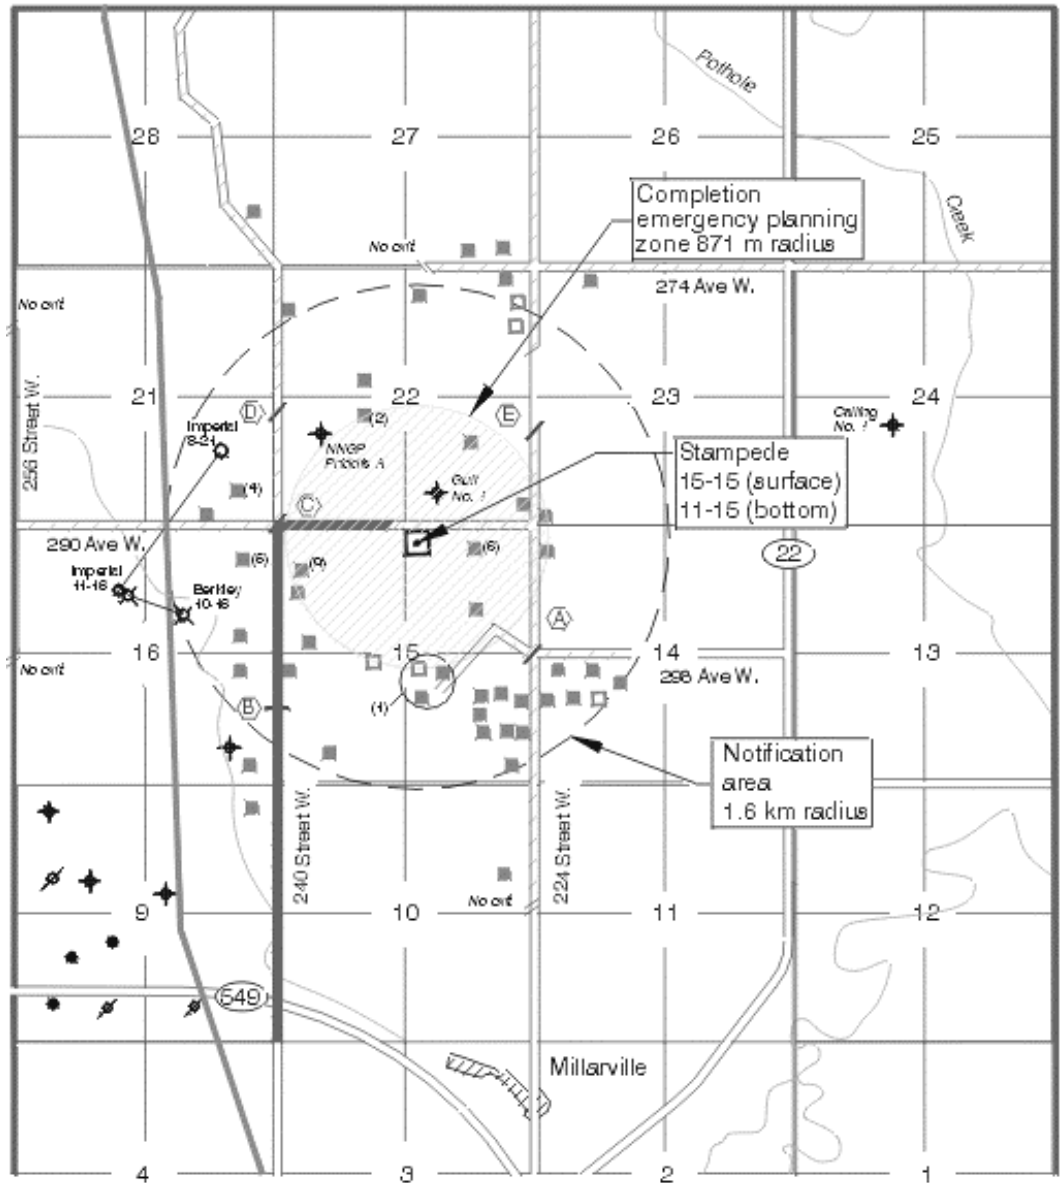 28
27
26
25
Pothole
Creek
Completion
emergency planning
zone 871 m radius
No exit
274 Ave W.
No exit
21
22
23
24
256 Street W.
D
E
(2)
Imperial
8-21
NNGP
Priddis A
Calling
No. 1
Gulf
No. 1
Stampede
15-15 (surface)
11-15 (bottom)
(4)
C
290 Ave W.
22
Imperial
11-16
(6)
(9)
(6)
Berkley
10-16
A
16
15
14
13
No exit
298 Ave W.
(1)
B
Notification
area
1.6 km radius
240 Street W.
224 Street W.
No exit
9
10
11
12
549
Millarville
4
3
2
1